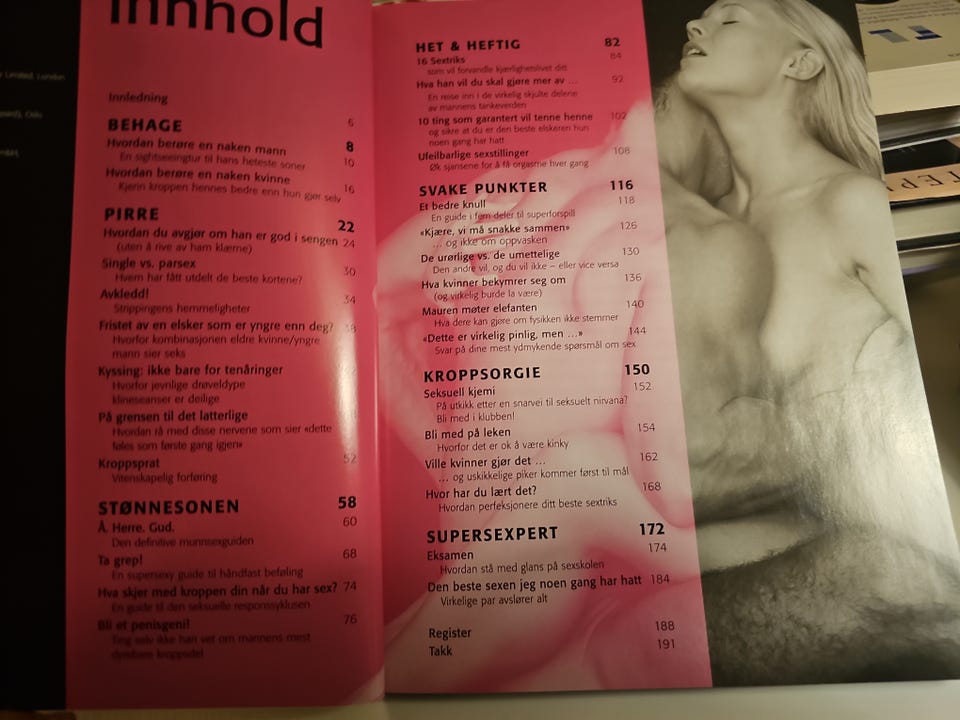 innhold
Innledning
6
BEHAGE
8
Hvordan berøre en naken mann
10
En sightseeingtur til hans heteste soner
Hvordan berøre en naken kvinne
16
Kjenn kroppen hennes bedre enn hun gjør selv
PIRRE
22
Hvordan du avgjør om han er god i sengen 24
(uten å rive av ham klærne)
Single vs. parsex
30
Hvem har fått utdelt de beste kortene?
Avkledd!
34
Strippingens hemmeligheter
Fristet av en elsker som er yngre enn deg?
Hvorfor kombinasjonen eldre kvinne/yngre
mann sier seks
Kyssing: ikke bare for tenåringer
Hvorfor jevnlige drøveldype
klineseanser er deilige
På grensen til det latterlige
Hvordan rå med disse nervene som sier «dette
føles som første gang igjen»
Kroppsprat
52
Vitenskapelig forføring
STØNNESONEN 58
Å. Herre. Gud. 60
Den definitive munnsexguiden
Ta grep! 68
En supersexy guide til håndfast beføling
Hva skjer med kroppen din når du har sex? 74
En guide til den seksuelle responssyklusen
Bli et penisgeni! 76
Ting selv ikke han vet om mannens mest
dyrebare kroppsdel
HET & HEFTIG 82
16 Sextriks 84
som vil forvandle kjærlighetslivet ditt
Hva han vil du skal gjøre mer av … 92
En reise inn i de virkelig skjulte delene
av mannens tankeverden
10 ting som garantert vil tenne henne 102
og sikre at du er den beste elskeren hun
noen gang har hatt
Ufeilbarlige sexstillinger 108
Øk sjansene for å få orgasme hver gang
SVAKE PUNKTER 116
Et bedre knull 118
En guide i fem deler til superforspill
«Kjære, vi må snakke sammen» 126
… og ikke om oppvasken
De urørlige vs. de umettelige 130
Den andre vil, og du vil ikke – eller vice versa
Hva kvinner bekymrer seg om 136
(og virkelig burde la være)
Mauren møter elefanten 140
Hva dere kan gjøre om fysikken ikke stemmer
«Dette er virkelig pinlig, men …» 144
Svar på dine mest ydmykende spørsmål om sex
KROPPSORGIE 150
Seksuell kjemi 152
På utkikk etter en snarvei til seksuelt nirvana?
Bli med i klubben!
Bli med på leken 154
Hvorfor det er ok å være kinky
Ville kvinner gjør det … 162
… og uskikkelige piker kommer først til mål
Hvor har du lært det? 168
Hvordan perfeksjonere ditt beste sextriks
SUPERSEXPERT 172
Eksamen 174
Hvordan stå med glans på sexskolen
Den beste sexen jeg noen gang har hatt 184
Virkelige par avslører alt
Register 188
Takk 191